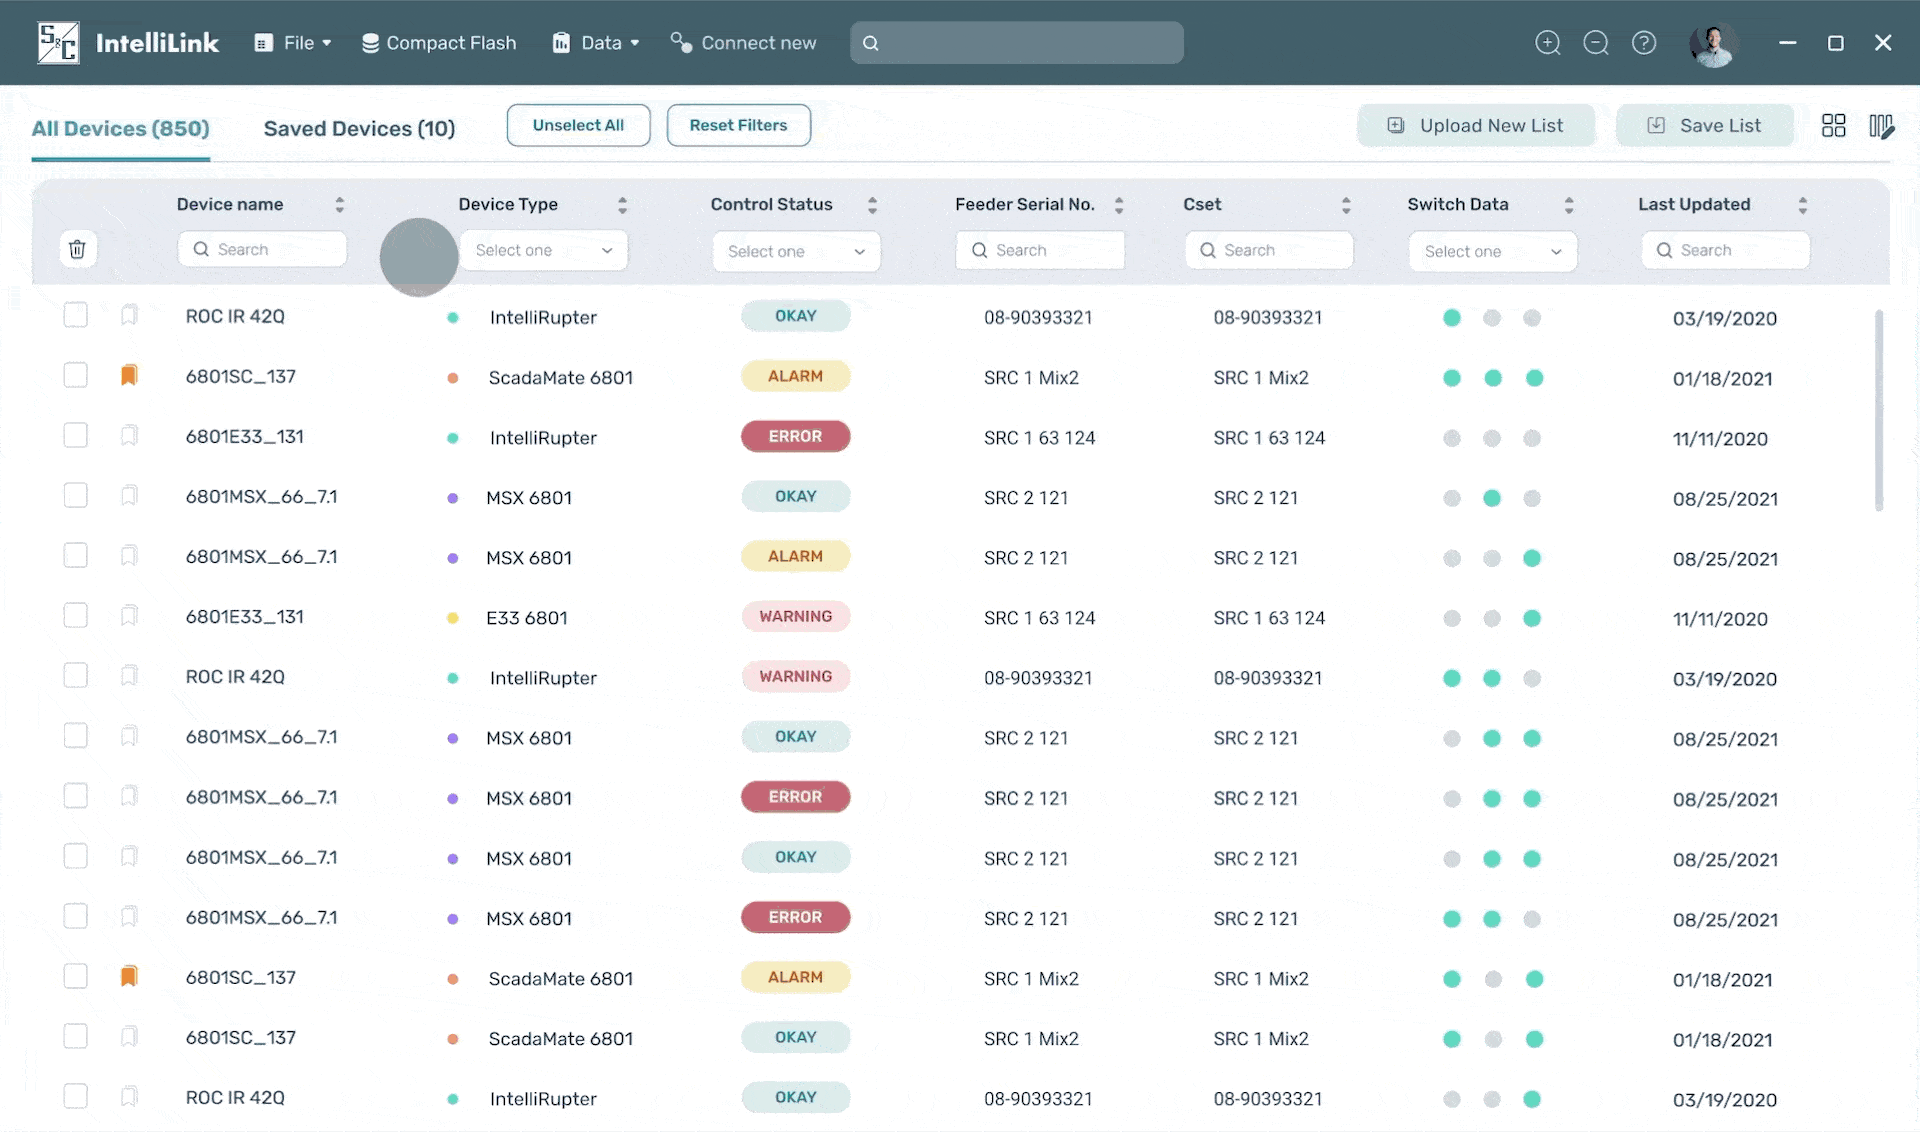 S&C IntelliLink File Compact Flash Data Connect new
All Devices (850) Saved Devices (10) Unselect All Reset Filters Upload New List Save List
Device name Device Type Control Status Feeder Serial No. Cset Switch Data Last Updated
Search Select one Select one Search Search Select one Search
ROC IR 42Q IntelliRupter OKAY 08-90393321 08-90393321 03/19/2020
6801SC_137 ScadaMate 6801 ALARM SRC 1 Mix2 SRC 1 Mix2 01/18/2021
6801E33_131 IntelliRupter ERROR SRC 1 63 124 SRC 1 63 124 11/11/2020
6801MSX_66_7.1 MSX 6801 OKAY SRC 2 121 SRC 2 121 08/25/2021
6801MSX_66_7.1 MSX 6801 ALARM SRC 2 121 SRC 2 121 08/25/2021
6801E33_131 E33 6801 WARNING SRC 1 63 124 SRC 1 63 124 11/11/2020
ROC IR 42Q IntelliRupter WARNING 08-90393321 08-90393321 03/19/2020
6801MSX_66_7.1 MSX 6801 OKAY SRC 2 121 SRC 2 121 08/25/2021
6801MSX_66_7.1 MSX 6801 ERROR SRC 2 121 SRC 2 121 08/25/2021
6801MSX_66_7.1 MSX 6801 OKAY SRC 2 121 SRC 2 121 08/25/2021
6801MSX_66_7.1 MSX 6801 ERROR SRC 2 121 SRC 2 121 08/25/2021
6801SC_137 ScadaMate 6801 ALARM SRC 1 Mix2 SRC 1 Mix2 01/18/2021
6801SC_137 ScadaMate 6801 OKAY SRC 1 Mix2 SRC 1 Mix2 01/18/2021
ROC IR 42Q IntelliRupter OKAY 08-90393321 08-90393321 03/19/2020